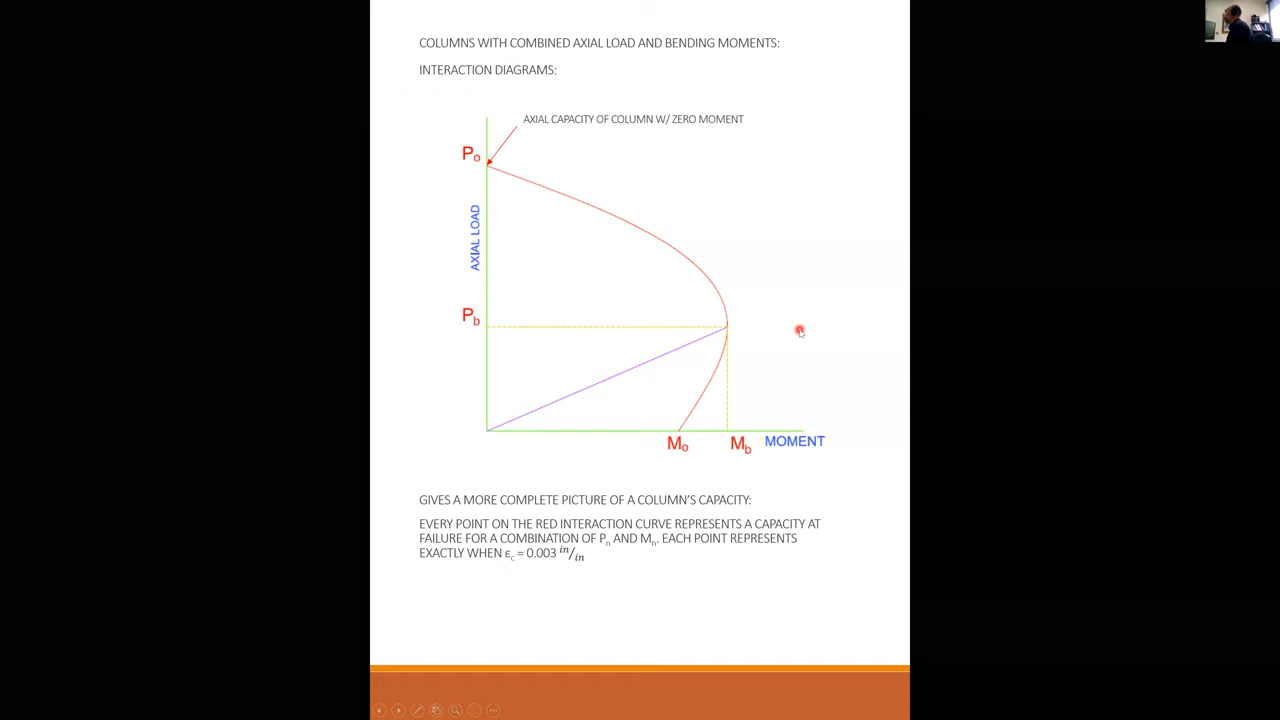 COLUMNS WITH COMBINED AXIAL LOAD AND BENDING MOMENTS:
INTERACTION DIAGRAMS:
AXIAL CAPACITY OF COLUMN W/ ZERO MOMENT
Po
AXIAL LOAD
Pb
Mo
Mb
MOMENT
GIVES A MORE COMPLETE PICTURE OF A COLUMN'S CAPACITY:
EVERY POINT ON THE RED INTERACTION CURVE REPRESENTS A CAPACITY AT
FAILURE FOR A COMBINATION OF Pn AND Mn. EACH POINT REPRESENTS
EXACTLY WHEN εc = 0.003 in/in